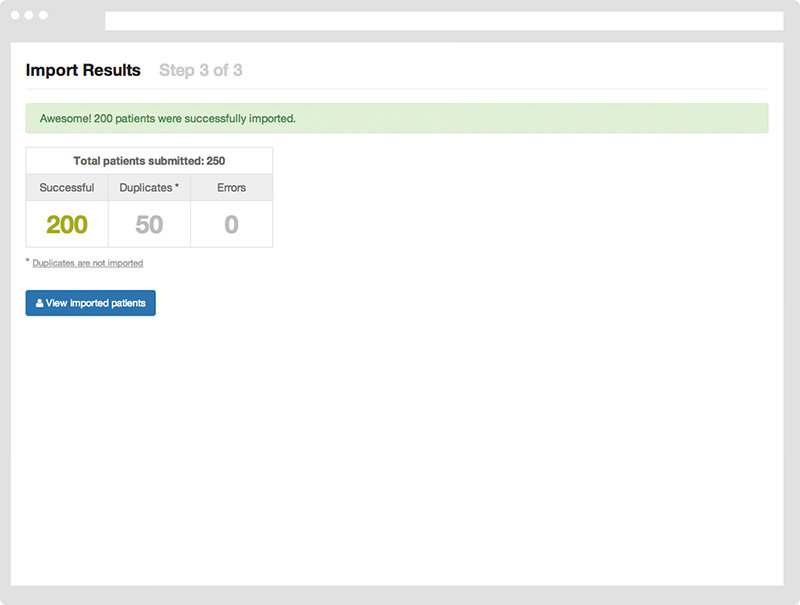 Import Results Step 3 of 3
Awesome! 200 patients were successfully imported.
Total patients submitted: 250
Successful Duplicates * Errors
200 50 0
* Duplicates are not imported
View imported patients